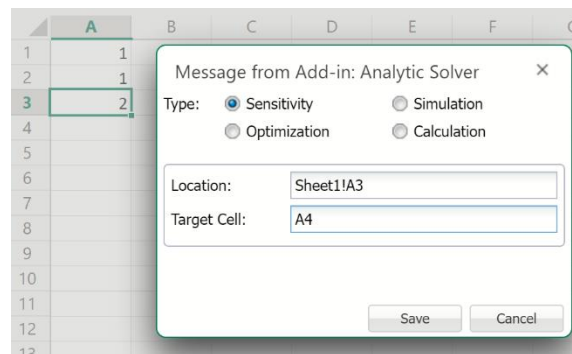 A B C D E F
1 1
2 1
3 2
4
5
6
7
8
9
10
11
12
Message from Add-in: Analytic Solver ×
Type: Sensitivity Simulation
Optimization Calculation
Location: Sheet1!A3
Target Cell: A4
Save Cancel